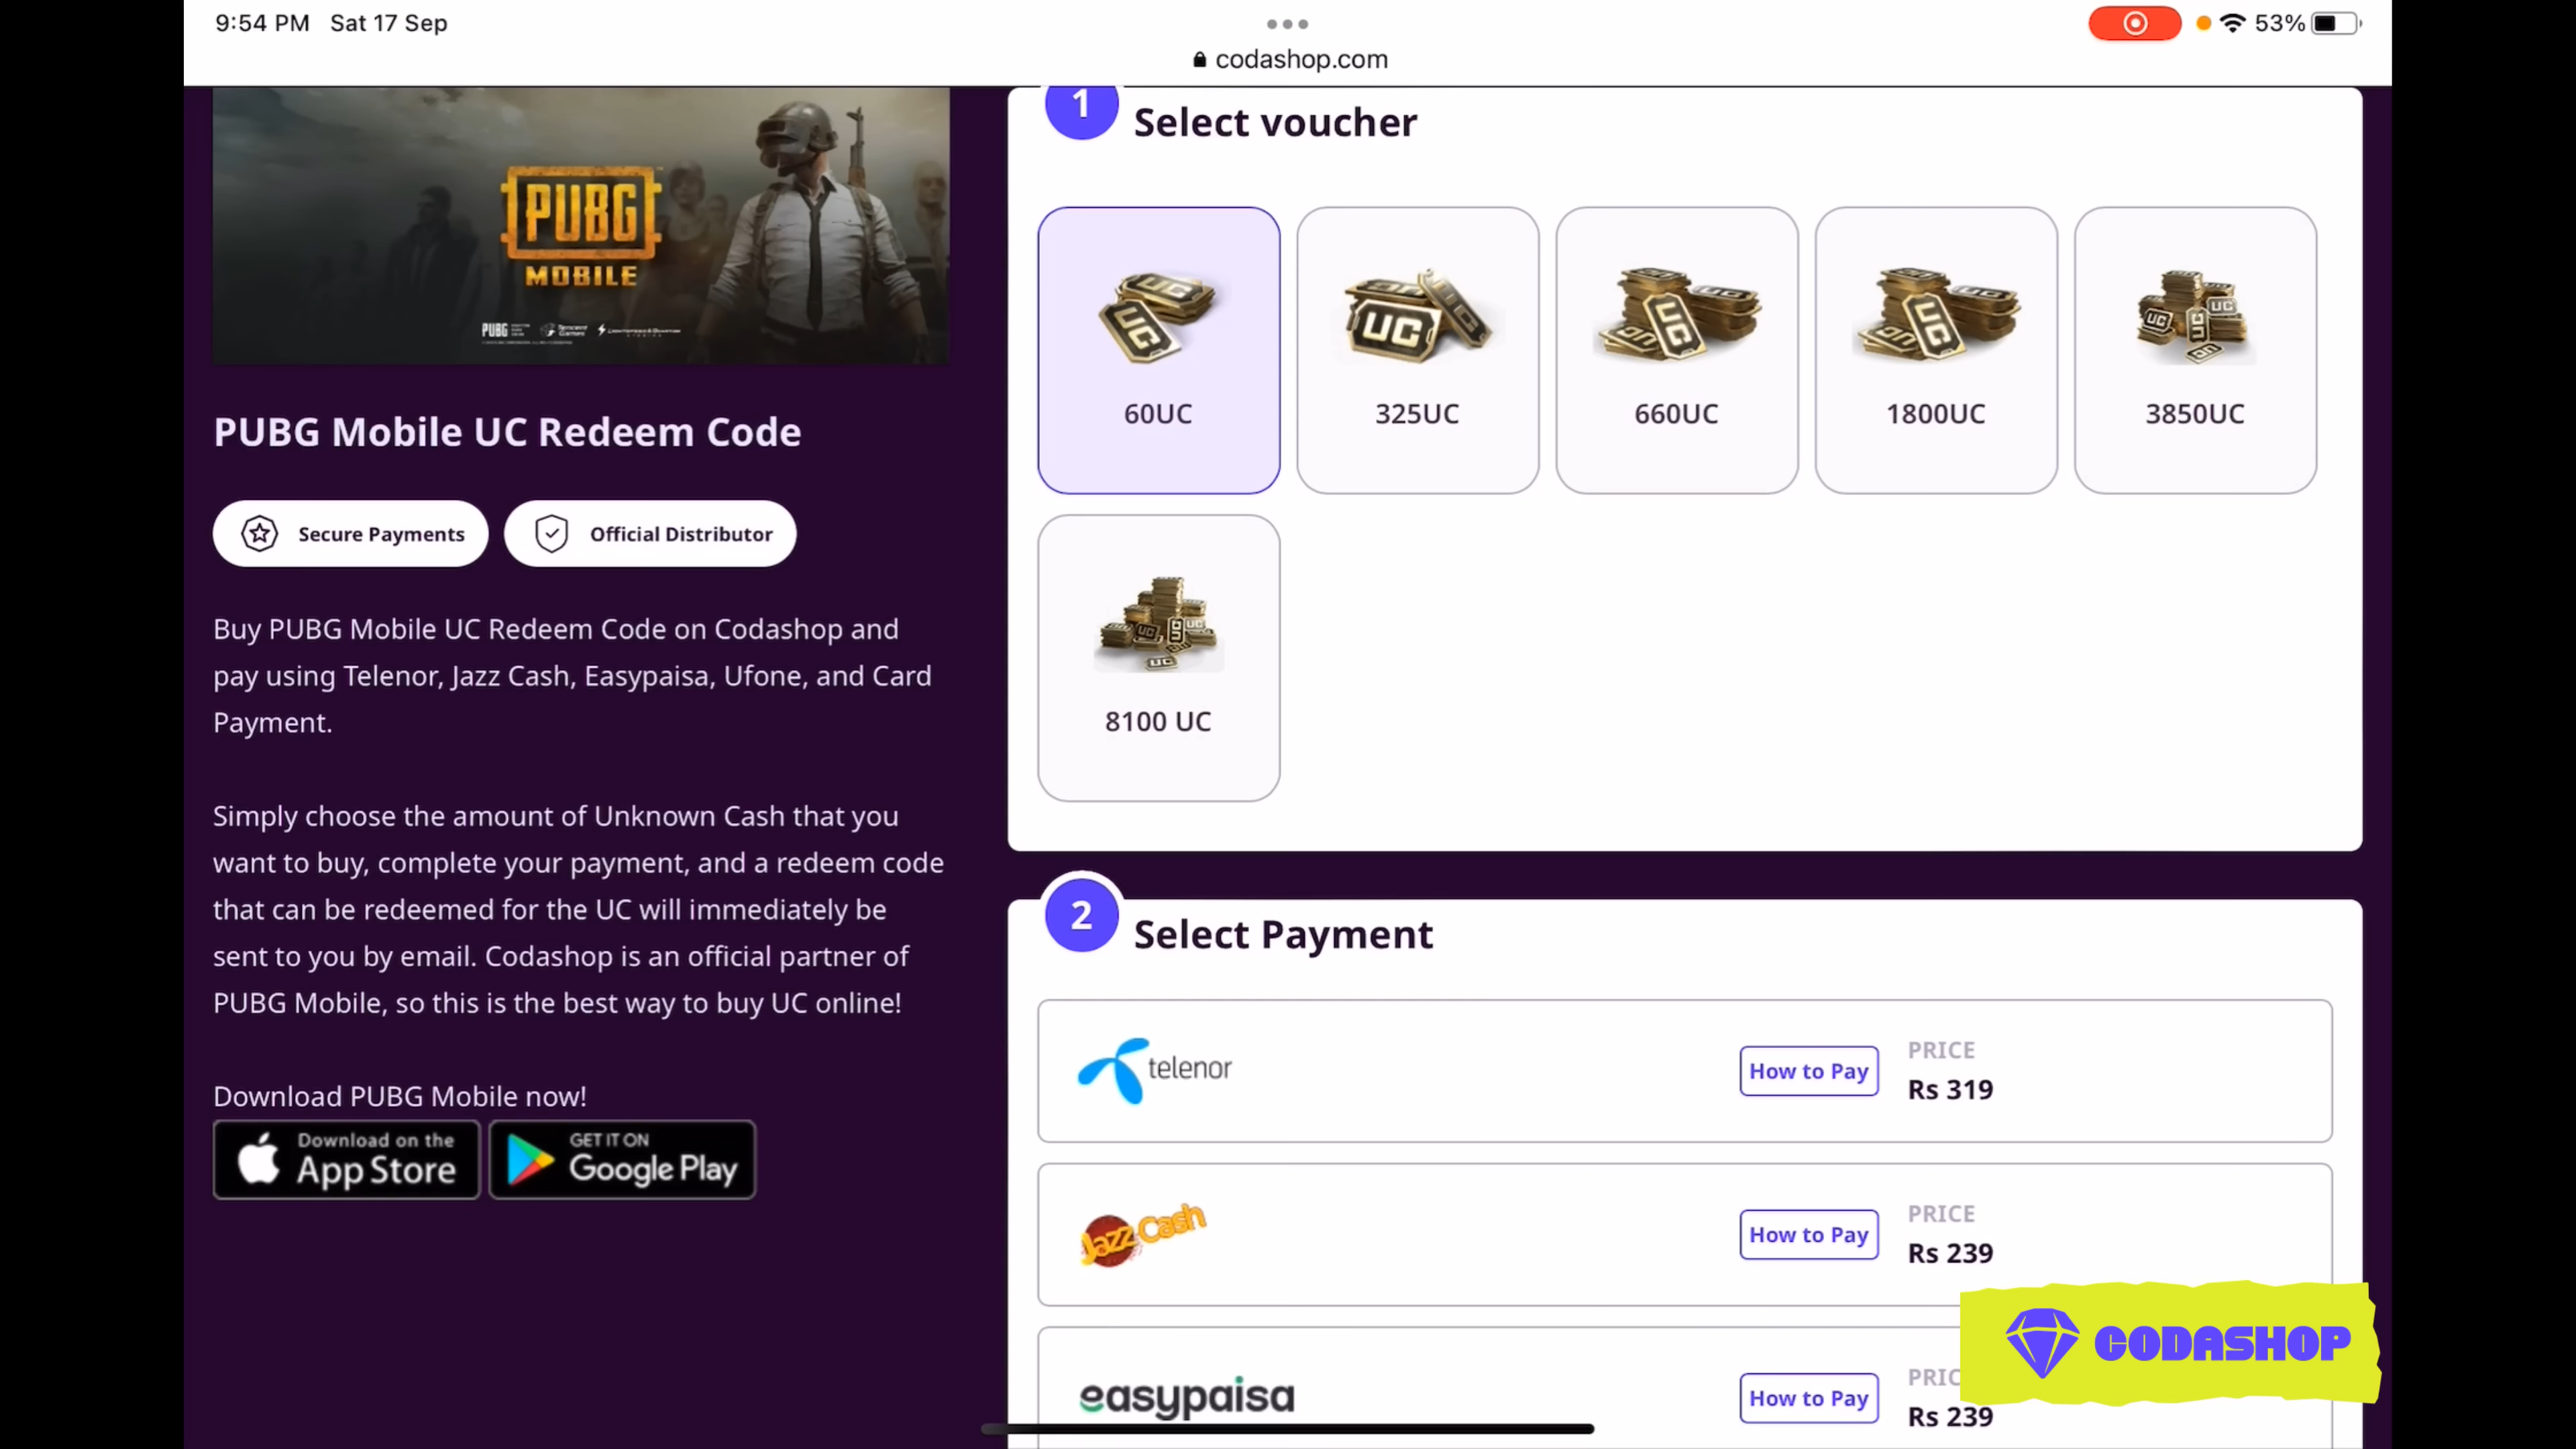 9:54 PM Sat 17 Sep
53%
codashop.com
PUBG
MOBILE
PUBG
Tencent
Games
PUBG Mobile UC Redeem Code
Secure Payments
Official Distributor
Buy PUBG Mobile UC Redeem Code on Codashop and
pay using Telenor, Jazz Cash, Easypaisa, Ufone, and Card
Payment.
Simply choose the amount of Unknown Cash that you
want to buy, complete your payment, and a redeem code
that can be redeemed for the UC will immediately be
sent to you by email. Codashop is an official partner of
PUBG Mobile, so this is the best way to buy UC online!
Download PUBG Mobile now!
Download on the
App Store
GET IT ON
Google Play
1
Select voucher
60UC
325UC
660UC
1800UC
3850UC
8100 UC
2
Select Payment
telenor
How to Pay
PRICE
Rs 319
JazzCash
How to Pay
PRICE
Rs 239
easypaisa
How to Pay
PRIC
Rs 239
CODASHOP